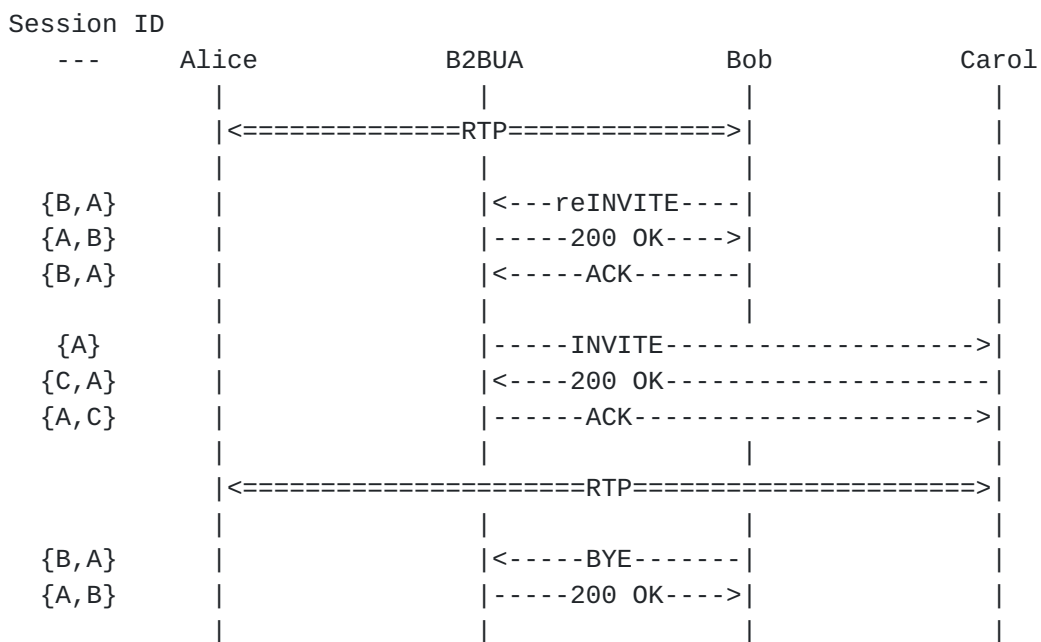 Session ID
   ---     Alice            B2BUA             Bob            Carol
             |                |                |               |
             |<==============RTP==============>|               |
             |                |                |               |
  {B,A}      |                |<---reINVITE----|               |
  {A,B}      |                |-----200 OK---->|               |
  {B,A}      |                |<-----ACK-------|               |
             |                |                |               |
   {A}       |                |-----INVITE-------------------->|
  {C,A}      |                |<----200 OK---------------------|
  {A,C}      |                |------ACK---------------------->|
             |                |                |               |
             |<======================RTP======================>|
             |                |                |               |
  {B,A}      |                |<-----BYE-------|               |
  {A,B}      |                |-----200 OK---->|               |
             |                |                |               |